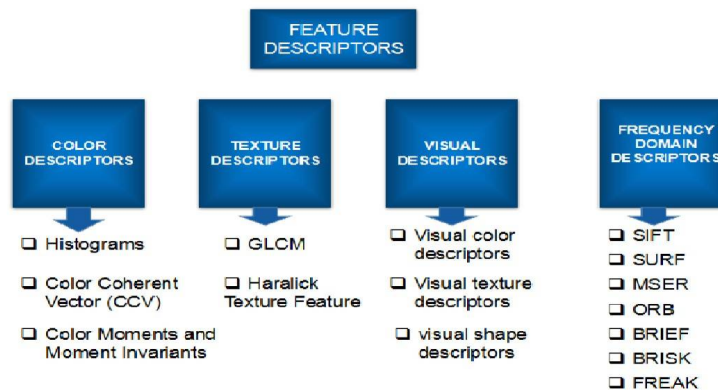 FEATURE
DESCRIPTORS
COLOR
DESCRIPTORS
TEXTURE
DESCRIPTORS
VISUAL
DESCRIPTORS
FREQUENCY
DOMAIN
DESCRIPTORS
Histograms
Color Coherent
Vector (CCV)
Color Moments and
Moment Invariants
GLCM
Haralick
Texture Feature
Visual color
descriptors
Visual texture
descriptors
visual shape
descriptors
SIFT
SURF
MSER
ORB
BRIEF
BRISK
FREAK